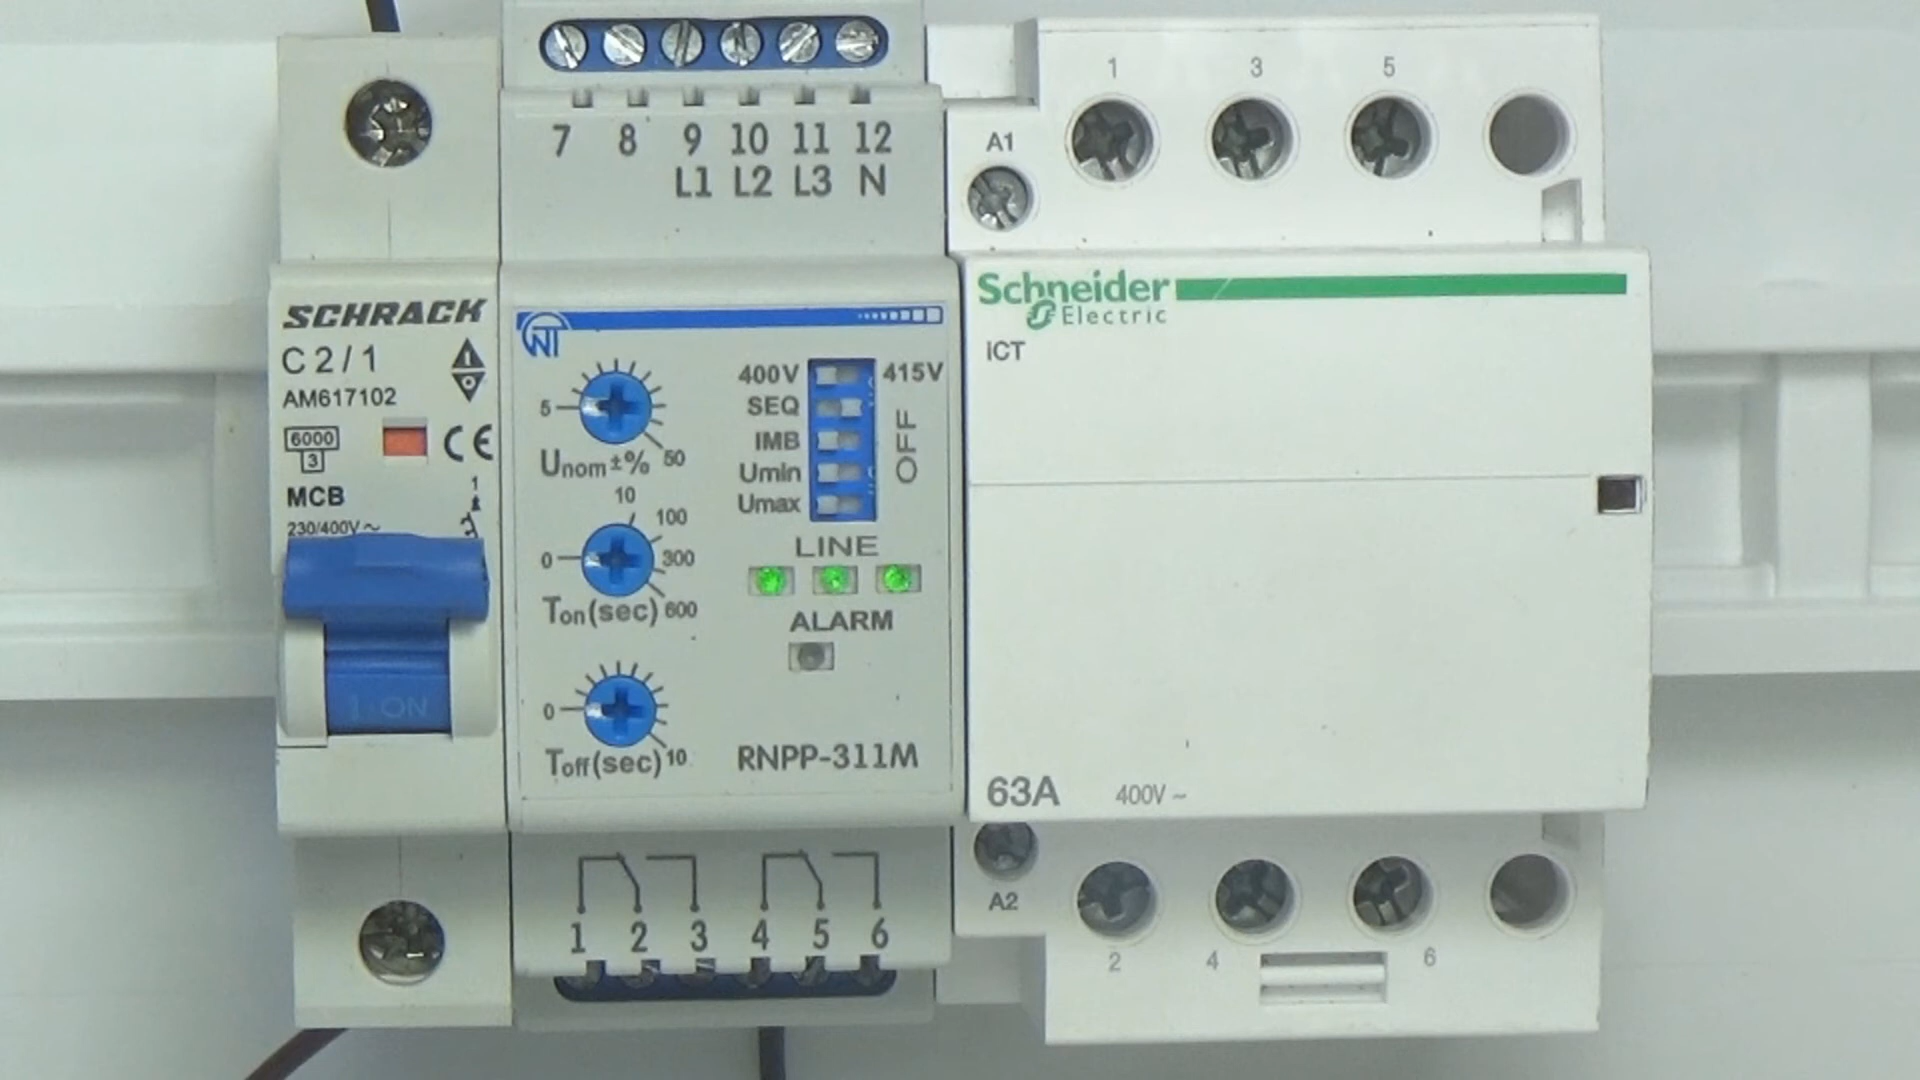 SCHRACK
C 2 / 1
AM617102
6000
3
CE
MCB
1
230/400V ~
I·ON
7 8 9 10 11 12
L1 L2 L3 N
NT
5
50
Unom ±%
10
100
0
300
600
Ton(sec)
0
10
Toff(sec)
400V 415V
SEQ
IMB
Umin
Umax
OFF
LINE
ALARM
RNPP-311M
1 2 3 4 5 6
1 3 5
A1
Schneider
Electric
iCT
63A 400V ~
A2
2 4 6